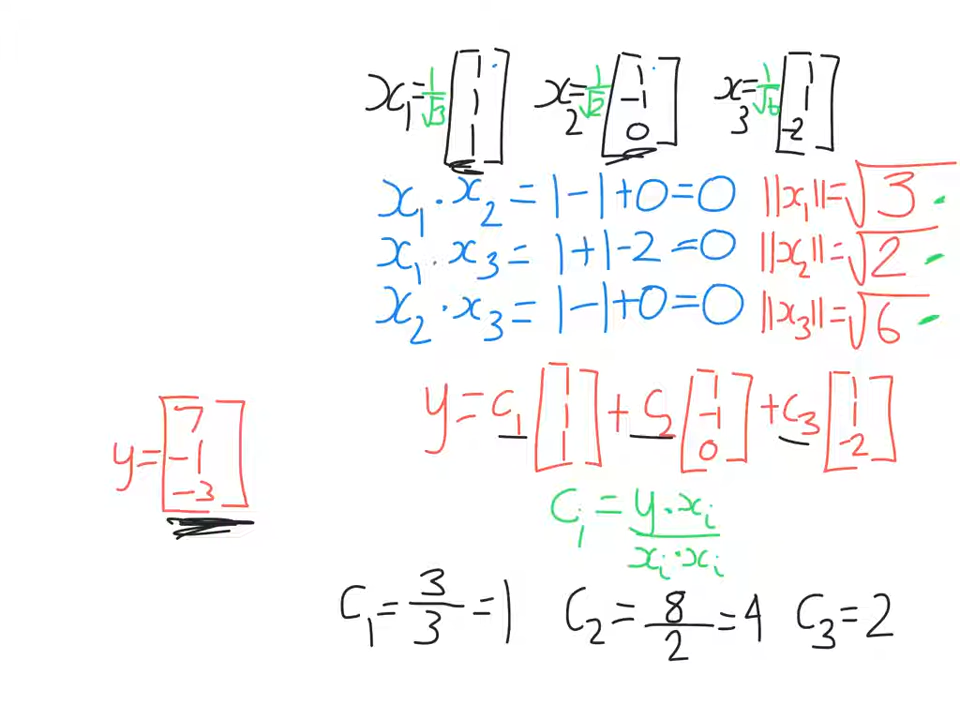 x₁ = 1/√3 [1 1 1] x₂ = 1/√2 [1 -1 0] x₃ = 1/√6 [1 1 -2]
x₁·x₂ = 1-1+0=0 ||x₁||=√3
x₁·x₃ = 1+1-2=0 ||x₂||=√2
x₂·x₃ = 1-1+0=0 ||x₃||=√6
y = c₁ [1 1 1] + c₂ [1 -1 0] + c₃ [1 1 -2]
y = [7 -1 -3]
cᵢ = y·xᵢ / xᵢ·xᵢ
c₁ = 3/3 = 1 c₂ = 8/2 = 4 c₃ = 2